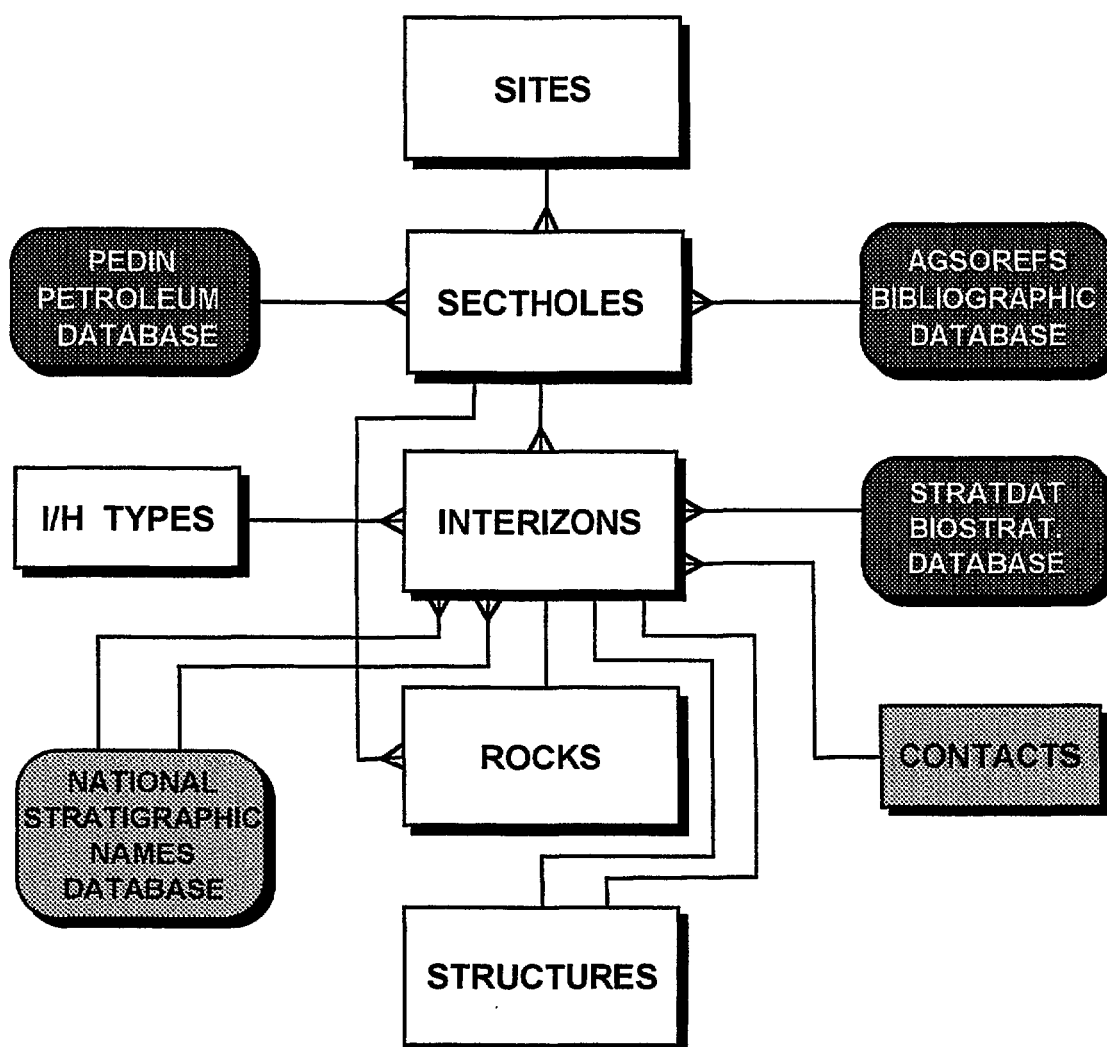 SITES
PEDIN
PETROLEUM
DATABASE
SECTHOLES
AGSOREFS
BIBLIOGRAPHIC
DATABASE
I/H TYPES
INTERIZONS
STRATDAT
BIOSTRAT.
DATABASE
NATIONAL
STRATIGRAPHIC
NAMES
DATABASE
ROCKS
CONTACTS
STRUCTURES